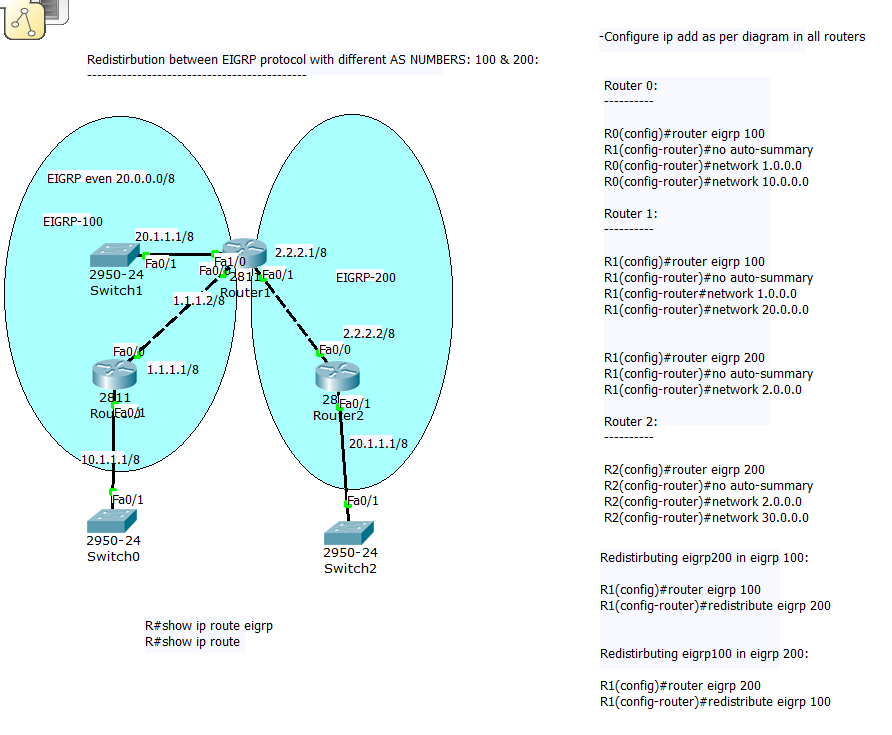 Redistirbution between EIGRP protocol with different AS NUMBERS: 100 & 200:
--------------------------------------------
EIGRP even 20.0.0.0/8
EIGRP-100
20.1.1.1/8
Fa0/1
2950-24
Switch1
Fa1/0
Fa0/0
2811
Router1
Fa0/1
2.2.2.1/8
EIGRP-200
1.1.1.2/8
2.2.2.2/8
Fa0/0
1.1.1.1/8
2811
Fa0/1
Fa0/0
Router2
Fa0/1
10.1.1.1/8
20.1.1.1/8
Fa0/1
2950-24
Switch0
Fa0/1
2950-24
Switch2
R#show ip route eigrp
R#show ip route
-Configure ip add as per diagram in all routers
Router 0:
----------
R0(config)#router eigrp 100
R1(config-router)#no auto-summary
R0(config-router)#network 1.0.0.0
R0(config-router)#network 10.0.0.0
Router 1:
----------
R1(config)#router eigrp 100
R1(config-router)#no auto-summary
R1(config-router#network 1.0.0.0
R1(config-router)#network 20.0.0.0
R1(config)#router eigrp 200
R1(config-router)#no auto-summary
R1(config-router)#network 2.0.0.0
Router 2:
----------
R2(config)#router eigrp 200
R2(config-router)#no auto-summary
R2(config-router)#network 2.0.0.0
R2(config-router)#network 30.0.0.0
Redistirbuting eigrp200 in eigrp 100:
R1(config)#router eigrp 100
R1(config-router)#redistribute eigrp 200
Redistirbuting eigrp100 in eigrp 200:
R1(config)#router eigrp 200
R1(config-router)#redistribute eigrp 100